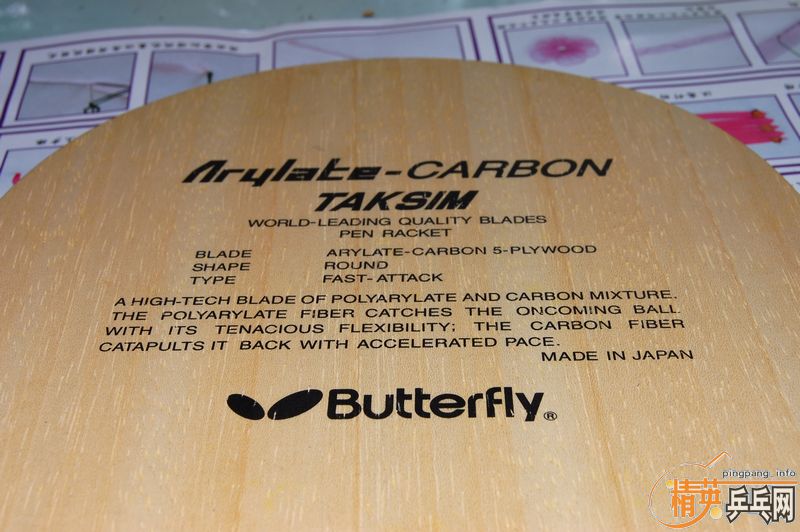 Arylate-CARBON
TAKSIM
WORLD-LEADING QUALITY BLADES
PEN RACKET
BLADE ARYLATE-CARBON 5-PLYWOOD
SHAPE ROUND
TYPE FAST-ATTACK
A HIGH-TECH BLADE OF POLYARYLATE AND CARBON MIXTURE.
THE POLYARYLATE FIBER CATCHES THE ONCOMING BALL
WITH ITS TENACIOUS FLEXIBILITY; THE CARBON FIBER
CATAPULTS IT BACK WITH ACCELERATED PACE.
MADE IN JAPAN
Butterfly®
pingpang.info
精英乒乓网